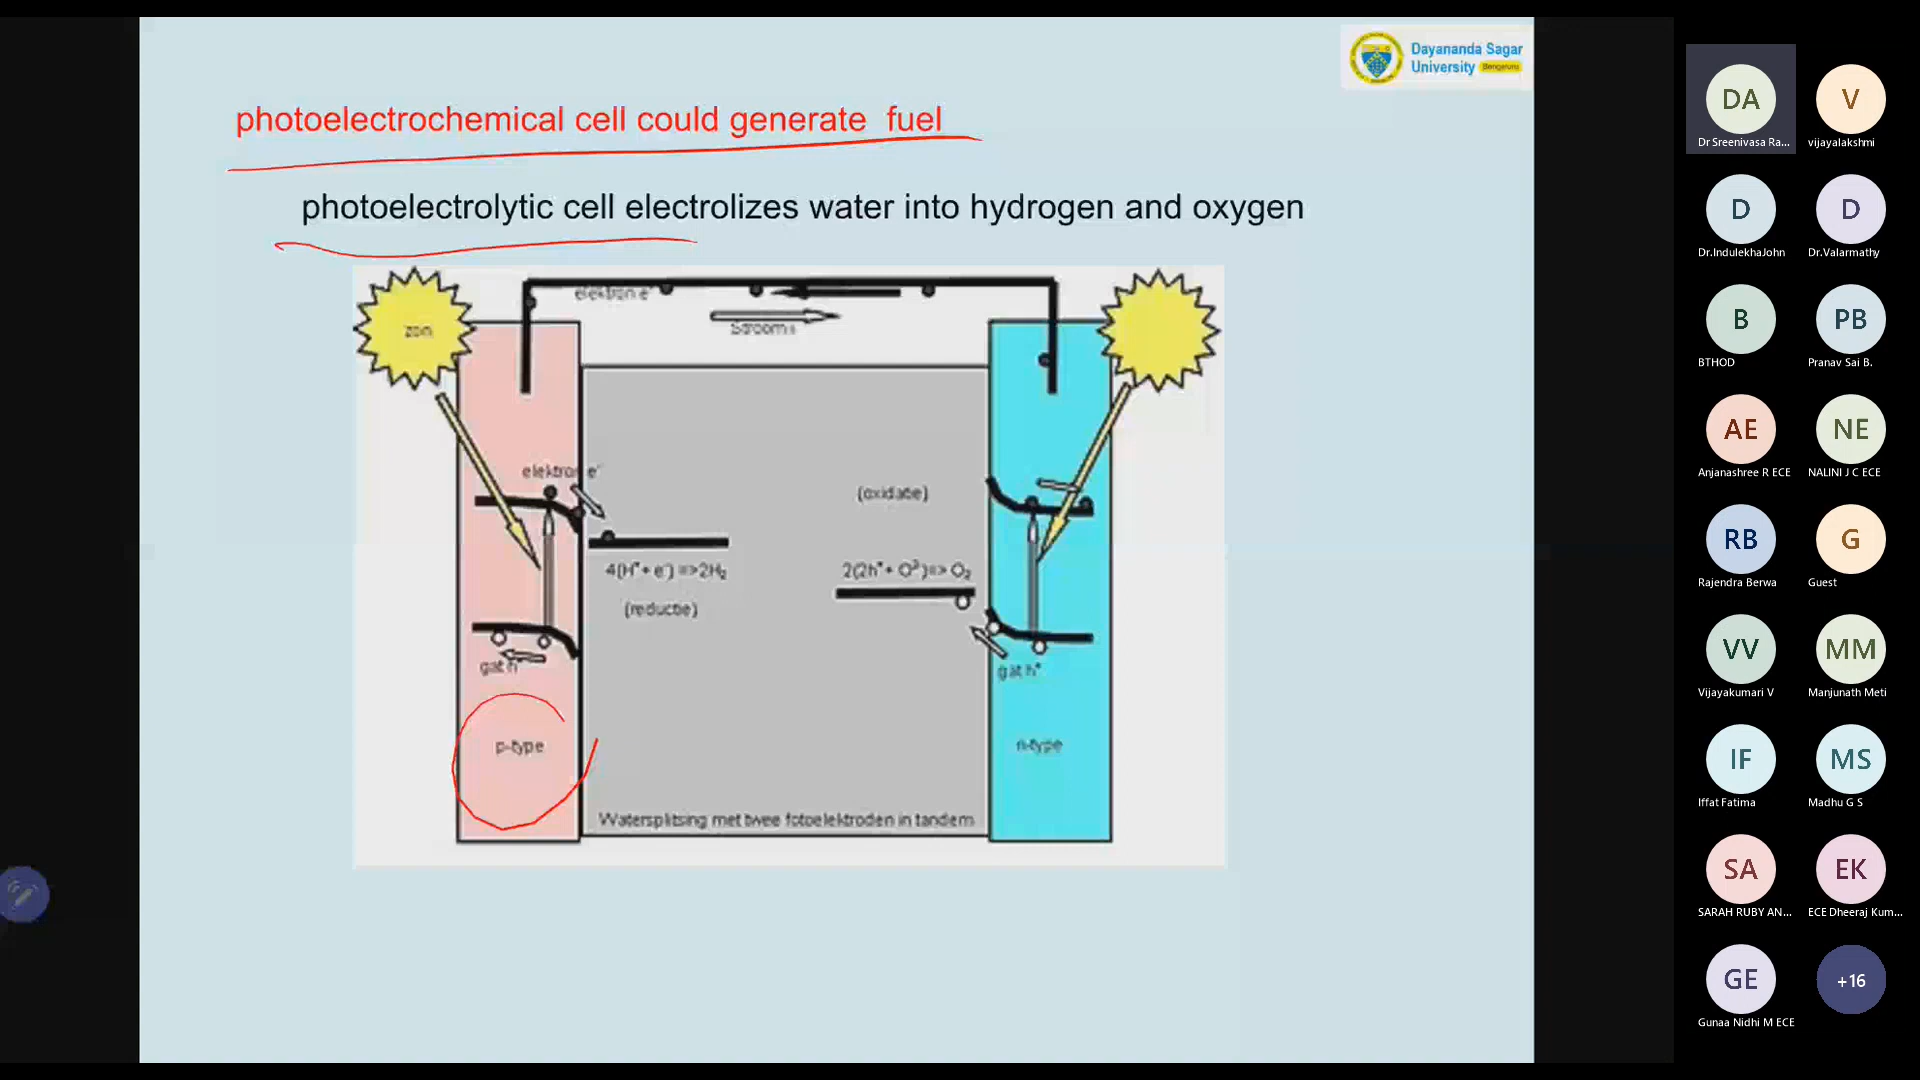 Dayananda Sagar
University Bengaluru
photoelectrochemical cell could generate fuel
photoelectrolytic cell electrolizes water into hydrogen and oxygen
zon
elektron e⁻
Stroom
elektron e⁻
(oxidatie)
4(H⁺+ e⁻) =>2H₂
2(2h⁺+ O²⁻)=> O₂
(reductie)
gat h⁺
gat h⁺
p-type
n-type
Watersplitsing met twee fotoelektroden in tandem
DA
Dr Sreenivasa Ra...
V
vijayalakshmi
D
Dr.IndulekhaJohn
D
Dr.Valarmathy
B
BTHOD
PB
Pranav Sai B.
AE
Anjanashree R ECE
NE
NALINI J C ECE
RB
Rajendra Berwa
G
Guest
VV
Vijayakumari V
MM
Manjunath Meti
IF
Iffat Fatima
MS
Madhu G S
SA
SARAH RUBY AN...
EK
ECE Dheeraj Kum...
GE
Gunaa Nidhi M ECE
+16